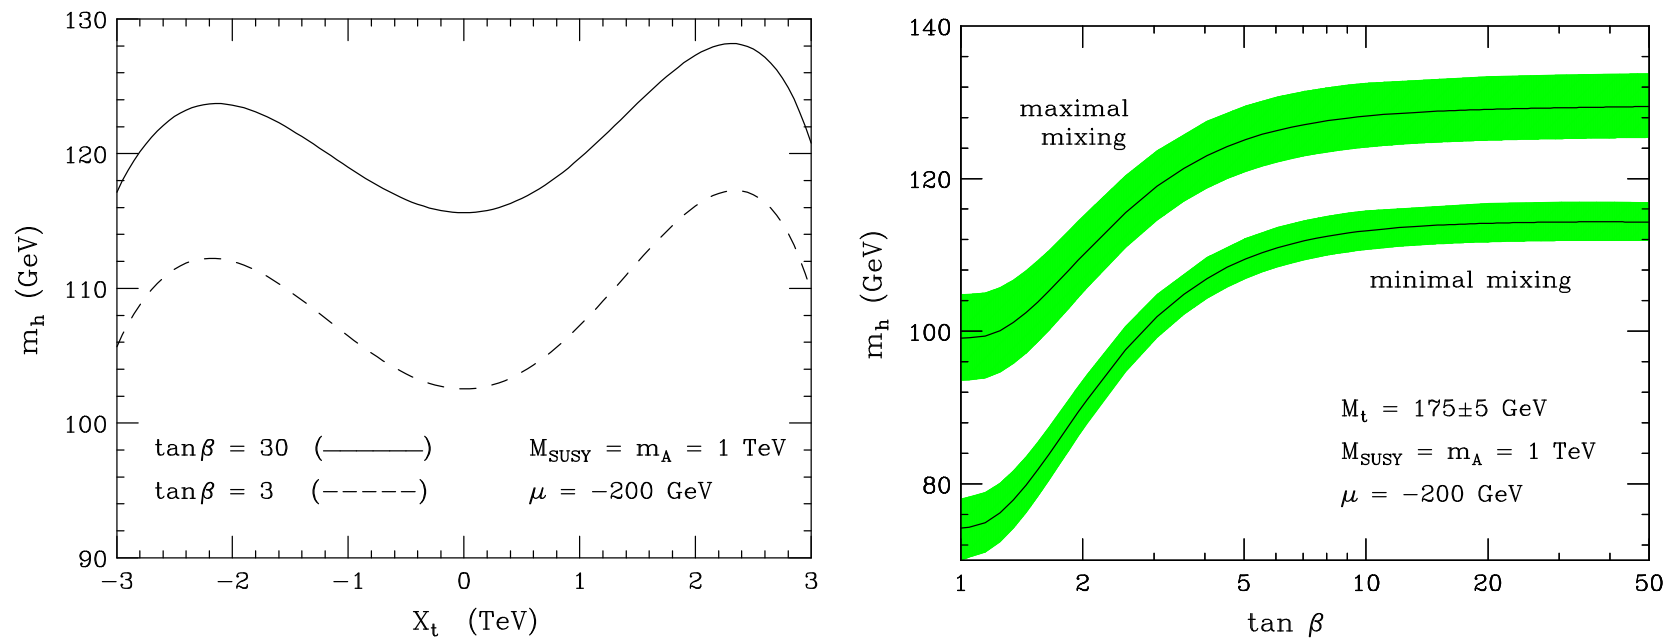 130
120
110
100
90
m_h (GeV)
tanβ = 30 (————)
tanβ = 3 (-----)
M_SUSY = m_A = 1 TeV
μ = -200 GeV
-3 -2 -1 0 1 2 3
X_t (TeV)
140
120
100
80
m_h (GeV)
maximal
mixing
minimal mixing
M_t = 175±5 GeV
M_SUSY = m_A = 1 TeV
μ = -200 GeV
1 2 5 10 20 50
tan β